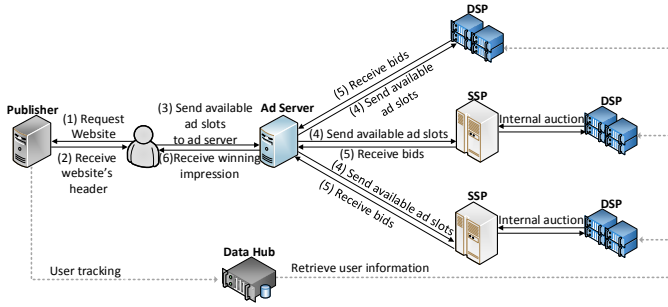 DSP
(5) Receive bids
(4) Send available
ad slots
Publisher
(1) Request
Website
(2) Receive
website's
header
(3) Send available
ad slots
to ad server
(6)Receive winning
impression
Ad Server
(4) Send available ad slots
(5) Receive bids
SSP
Internal auction
DSP
(4) Send available ad slots
(5) Receive bids
SSP
Internal auction
DSP
Data Hub
User tracking
Retrieve user information